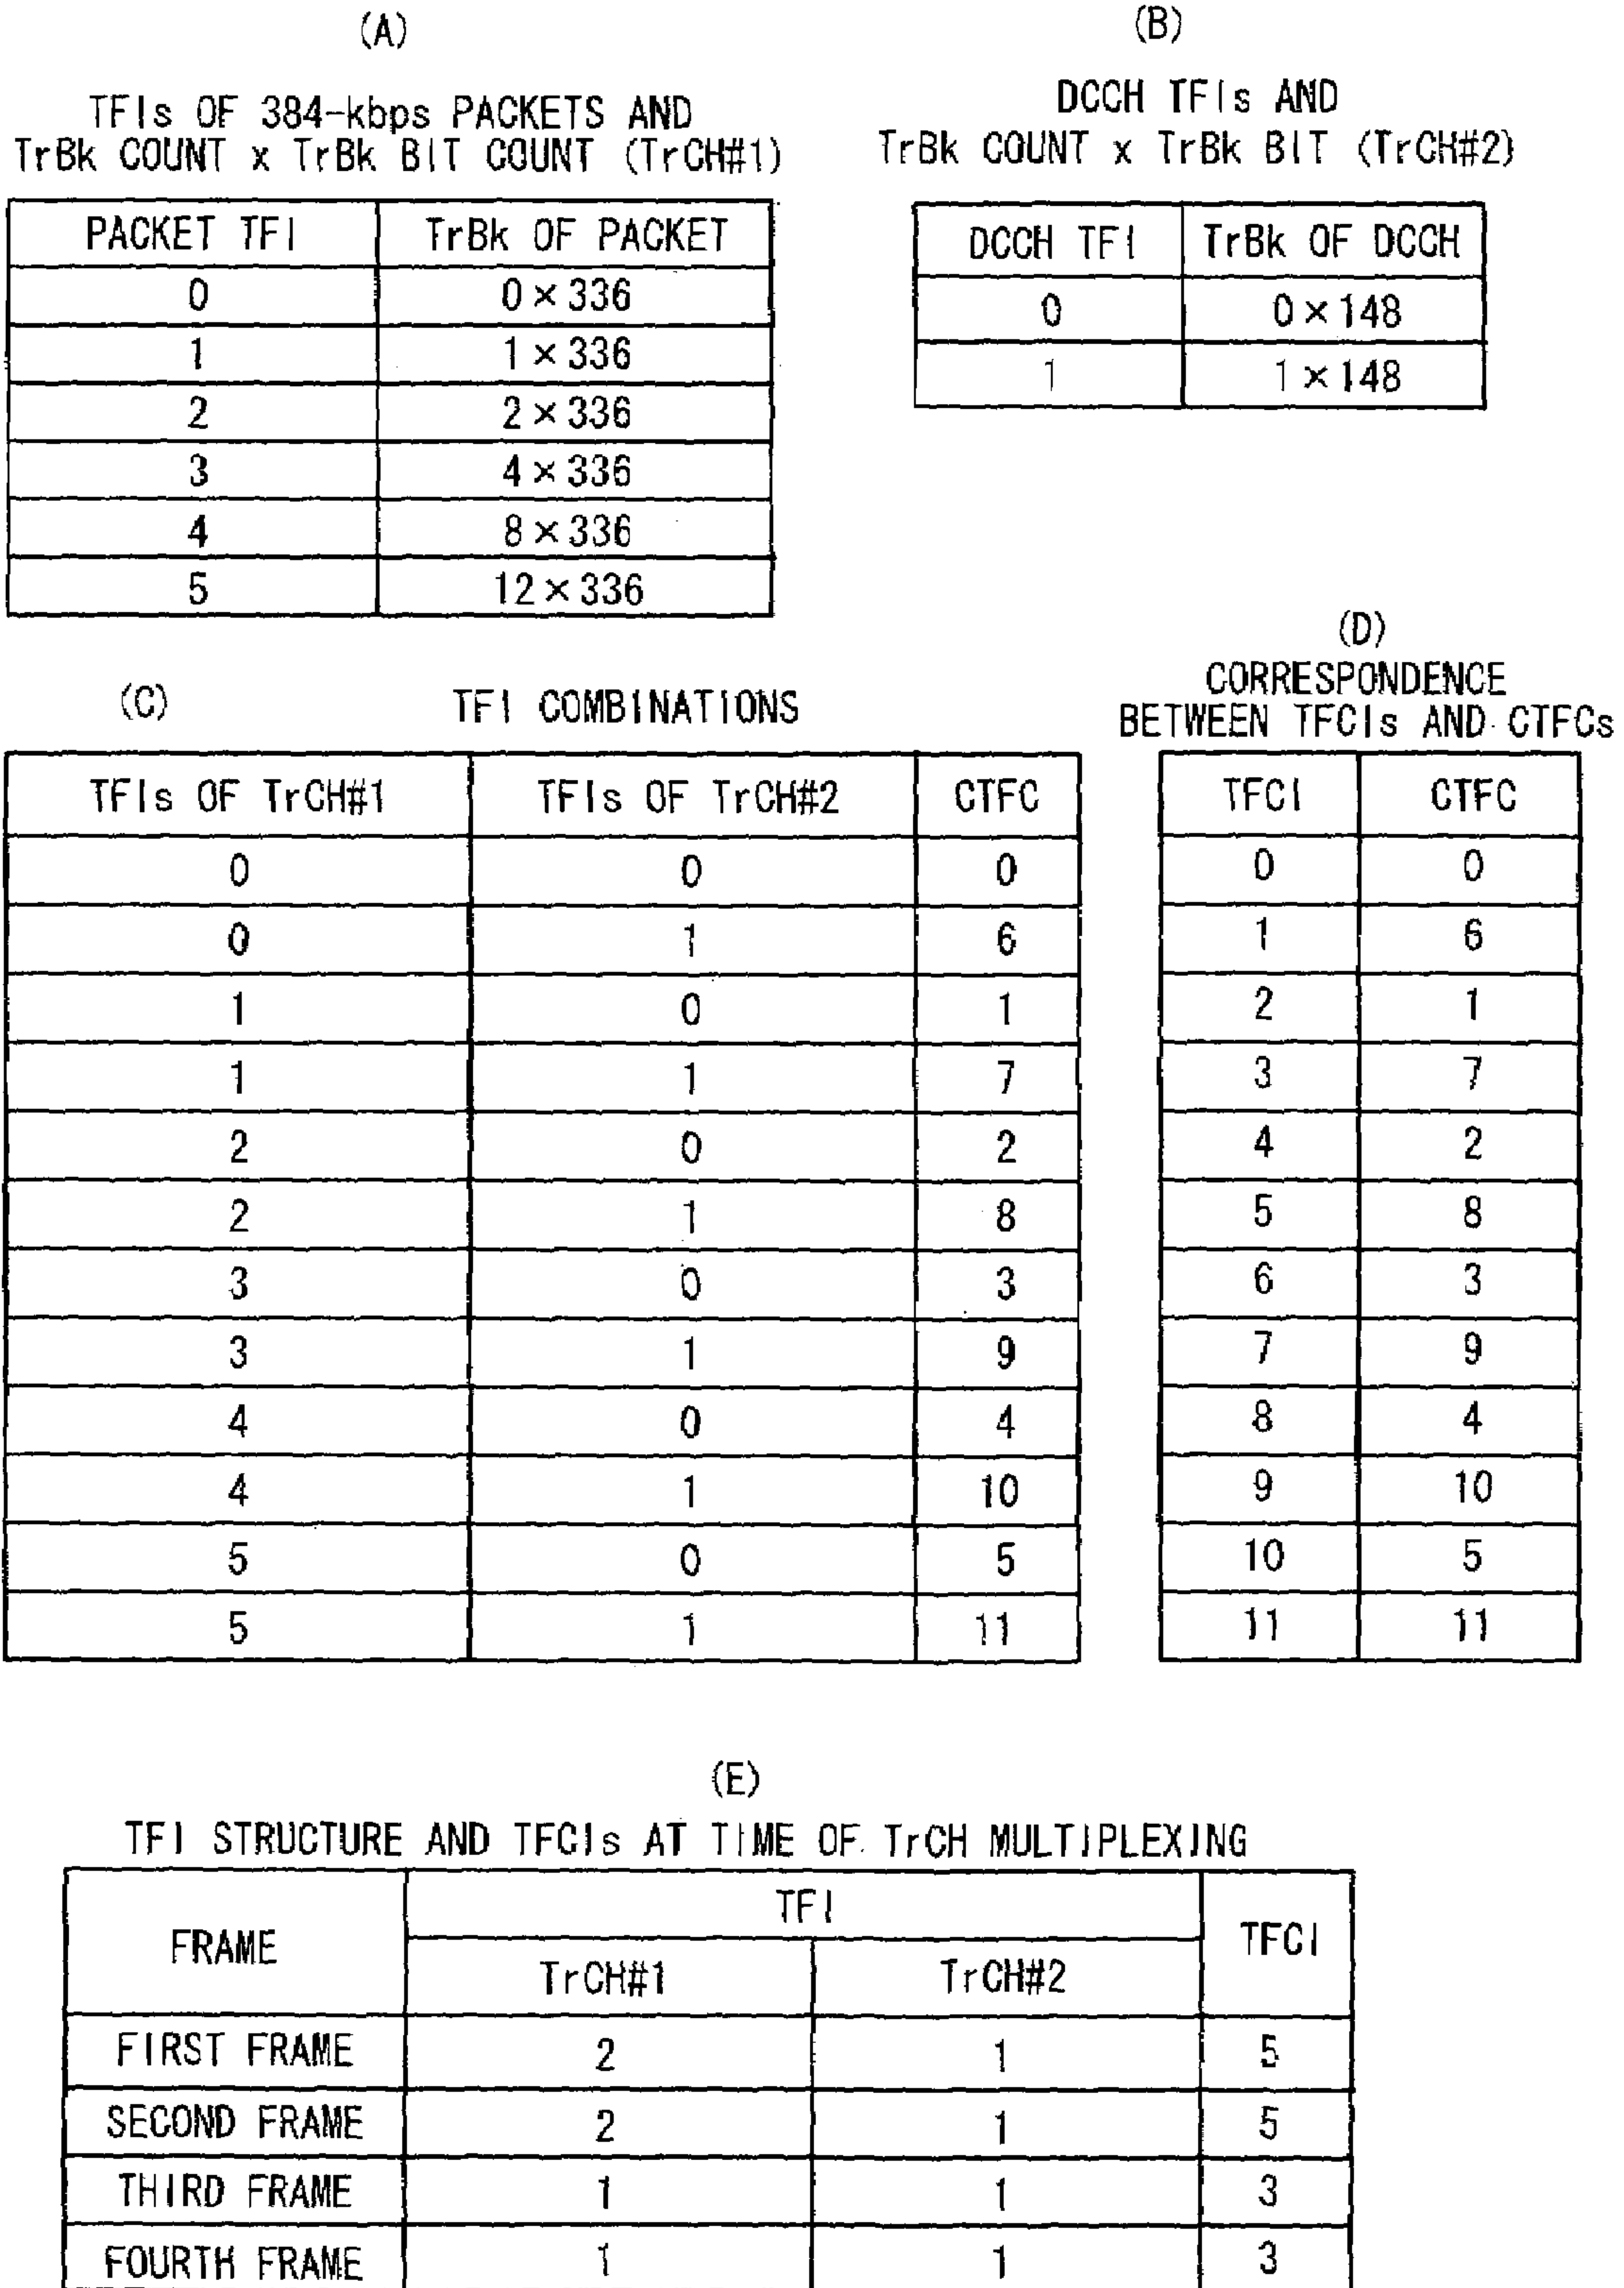 (A)
TFIs OF 384-kbps PACKETS AND
TrBk COUNT x TrBk BIT COUNT (TrCH#1)
PACKET TFI TrBk OF PACKET
0 0×336
1 1×336
2 2×336
3 4×336
4 8×336
5 12×336
(B)
DCCH TFIs AND
TrBk COUNT x TrBk BIT (TrCH#2)
DCCH TFI TrBk OF DCCH
0 0×148
1 1×148
(C) TFI COMBINATIONS
TFIs OF TrCH#1 TFIs OF TrCH#2 CTFC
0 0 0
0 1 6
1 0 1
1 1 7
2 0 2
2 1 8
3 0 3
3 1 9
4 0 4
4 1 10
5 0 5
5 1 11
(D)
CORRESPONDENCE
BETWEEN TFCIs AND CTFCs
TFCI CTFC
0 0
1 6
2 1
3 7
4 2
5 8
6 3
7 9
8 4
9 10
10 5
11 11
(E)
TFI STRUCTURE AND TFCIs AT TIME OF TrCH MULTIPLEXING
FRAME TFI TFCI
TrCH#1 TrCH#2
FIRST FRAME 2 1 5
SECOND FRAME 2 1 5
THIRD FRAME 1 1 3
FOURTH FRAME 1 1 3